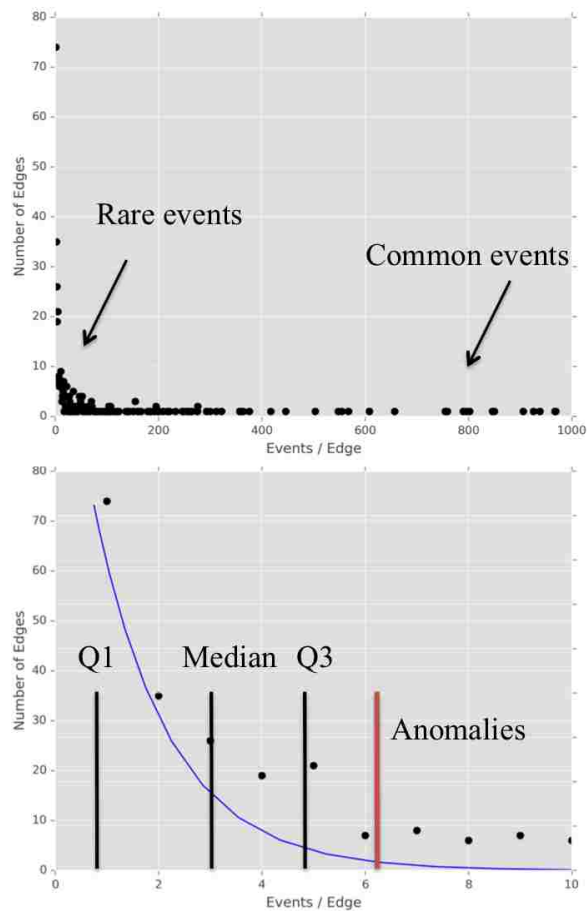 80
70
60
50
40
30
20
10
0
Number of Edges
Rare events
Common events
0 200 400 600 800 1000
Events / Edge
80
70
60
50
40
30
20
10
0
Number of Edges
Q1 Median Q3
Anomalies
0 2 4 6 8 10
Events / Edge